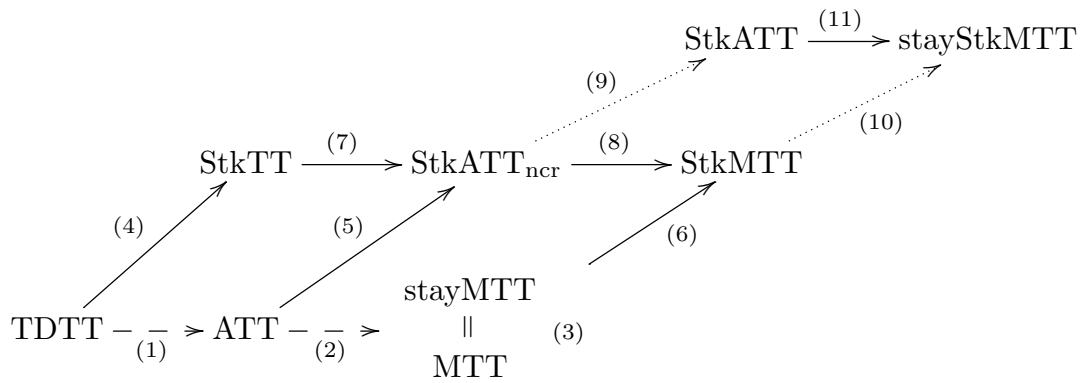 StkATT (11) stayStkMTT
(9) (10)
StkTT (7) StkATTncr (8) StkMTT
(4) (5) (6)
stayMTT
TDTT (1) ATT (2) = (3)
MTT